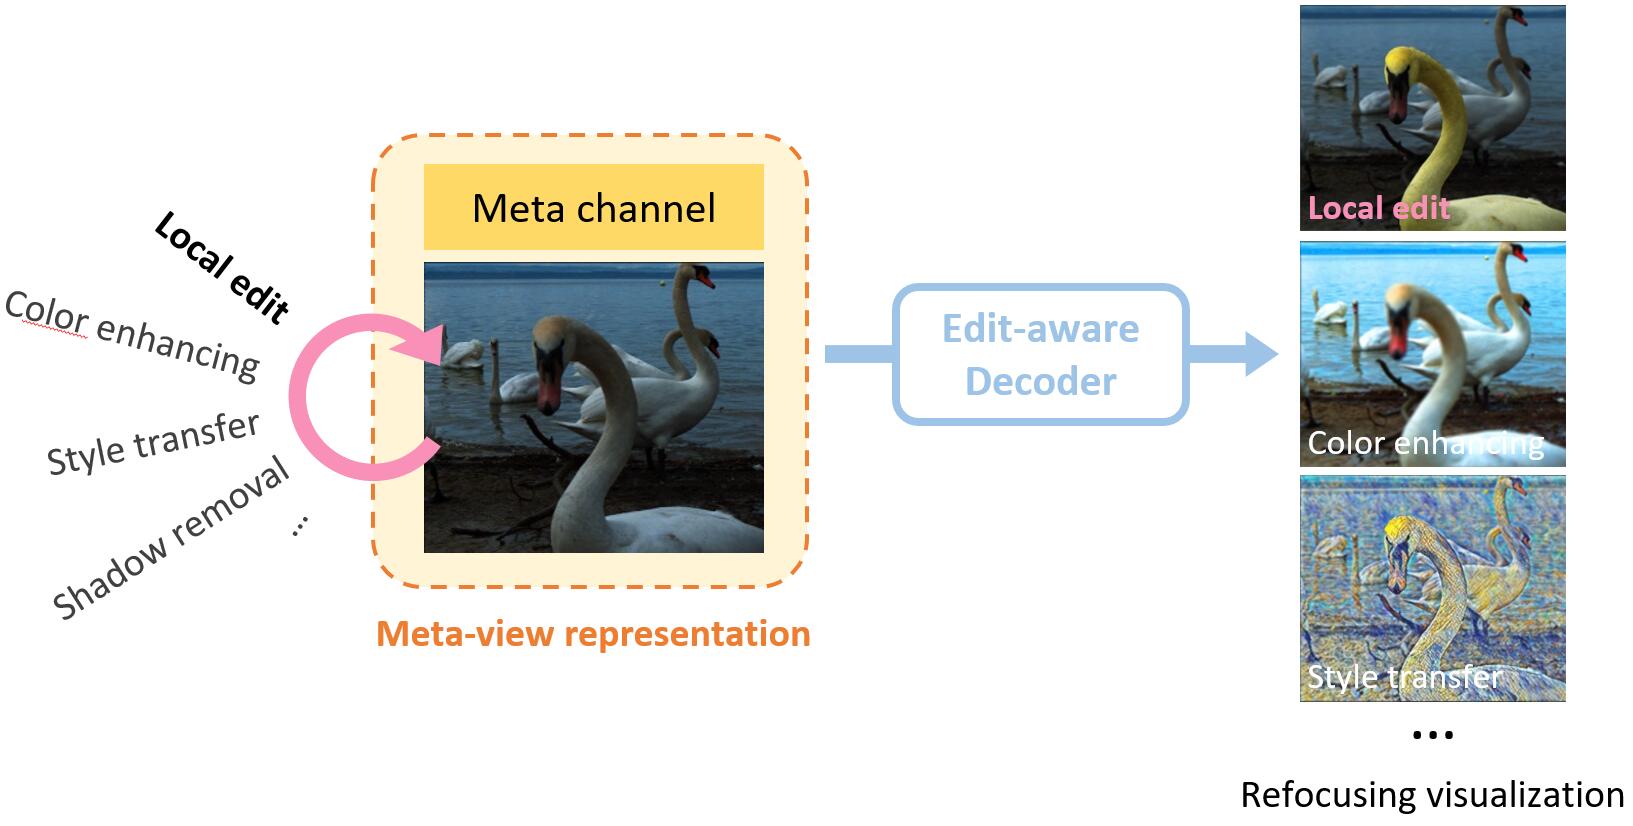 Local edit
Color enhancing
Style transfer
Shadow removal
...
Meta channel
Meta-view representation
Edit-aware
Decoder
Local edit
Color enhancing
Style transfer
...
Refocusing visualization